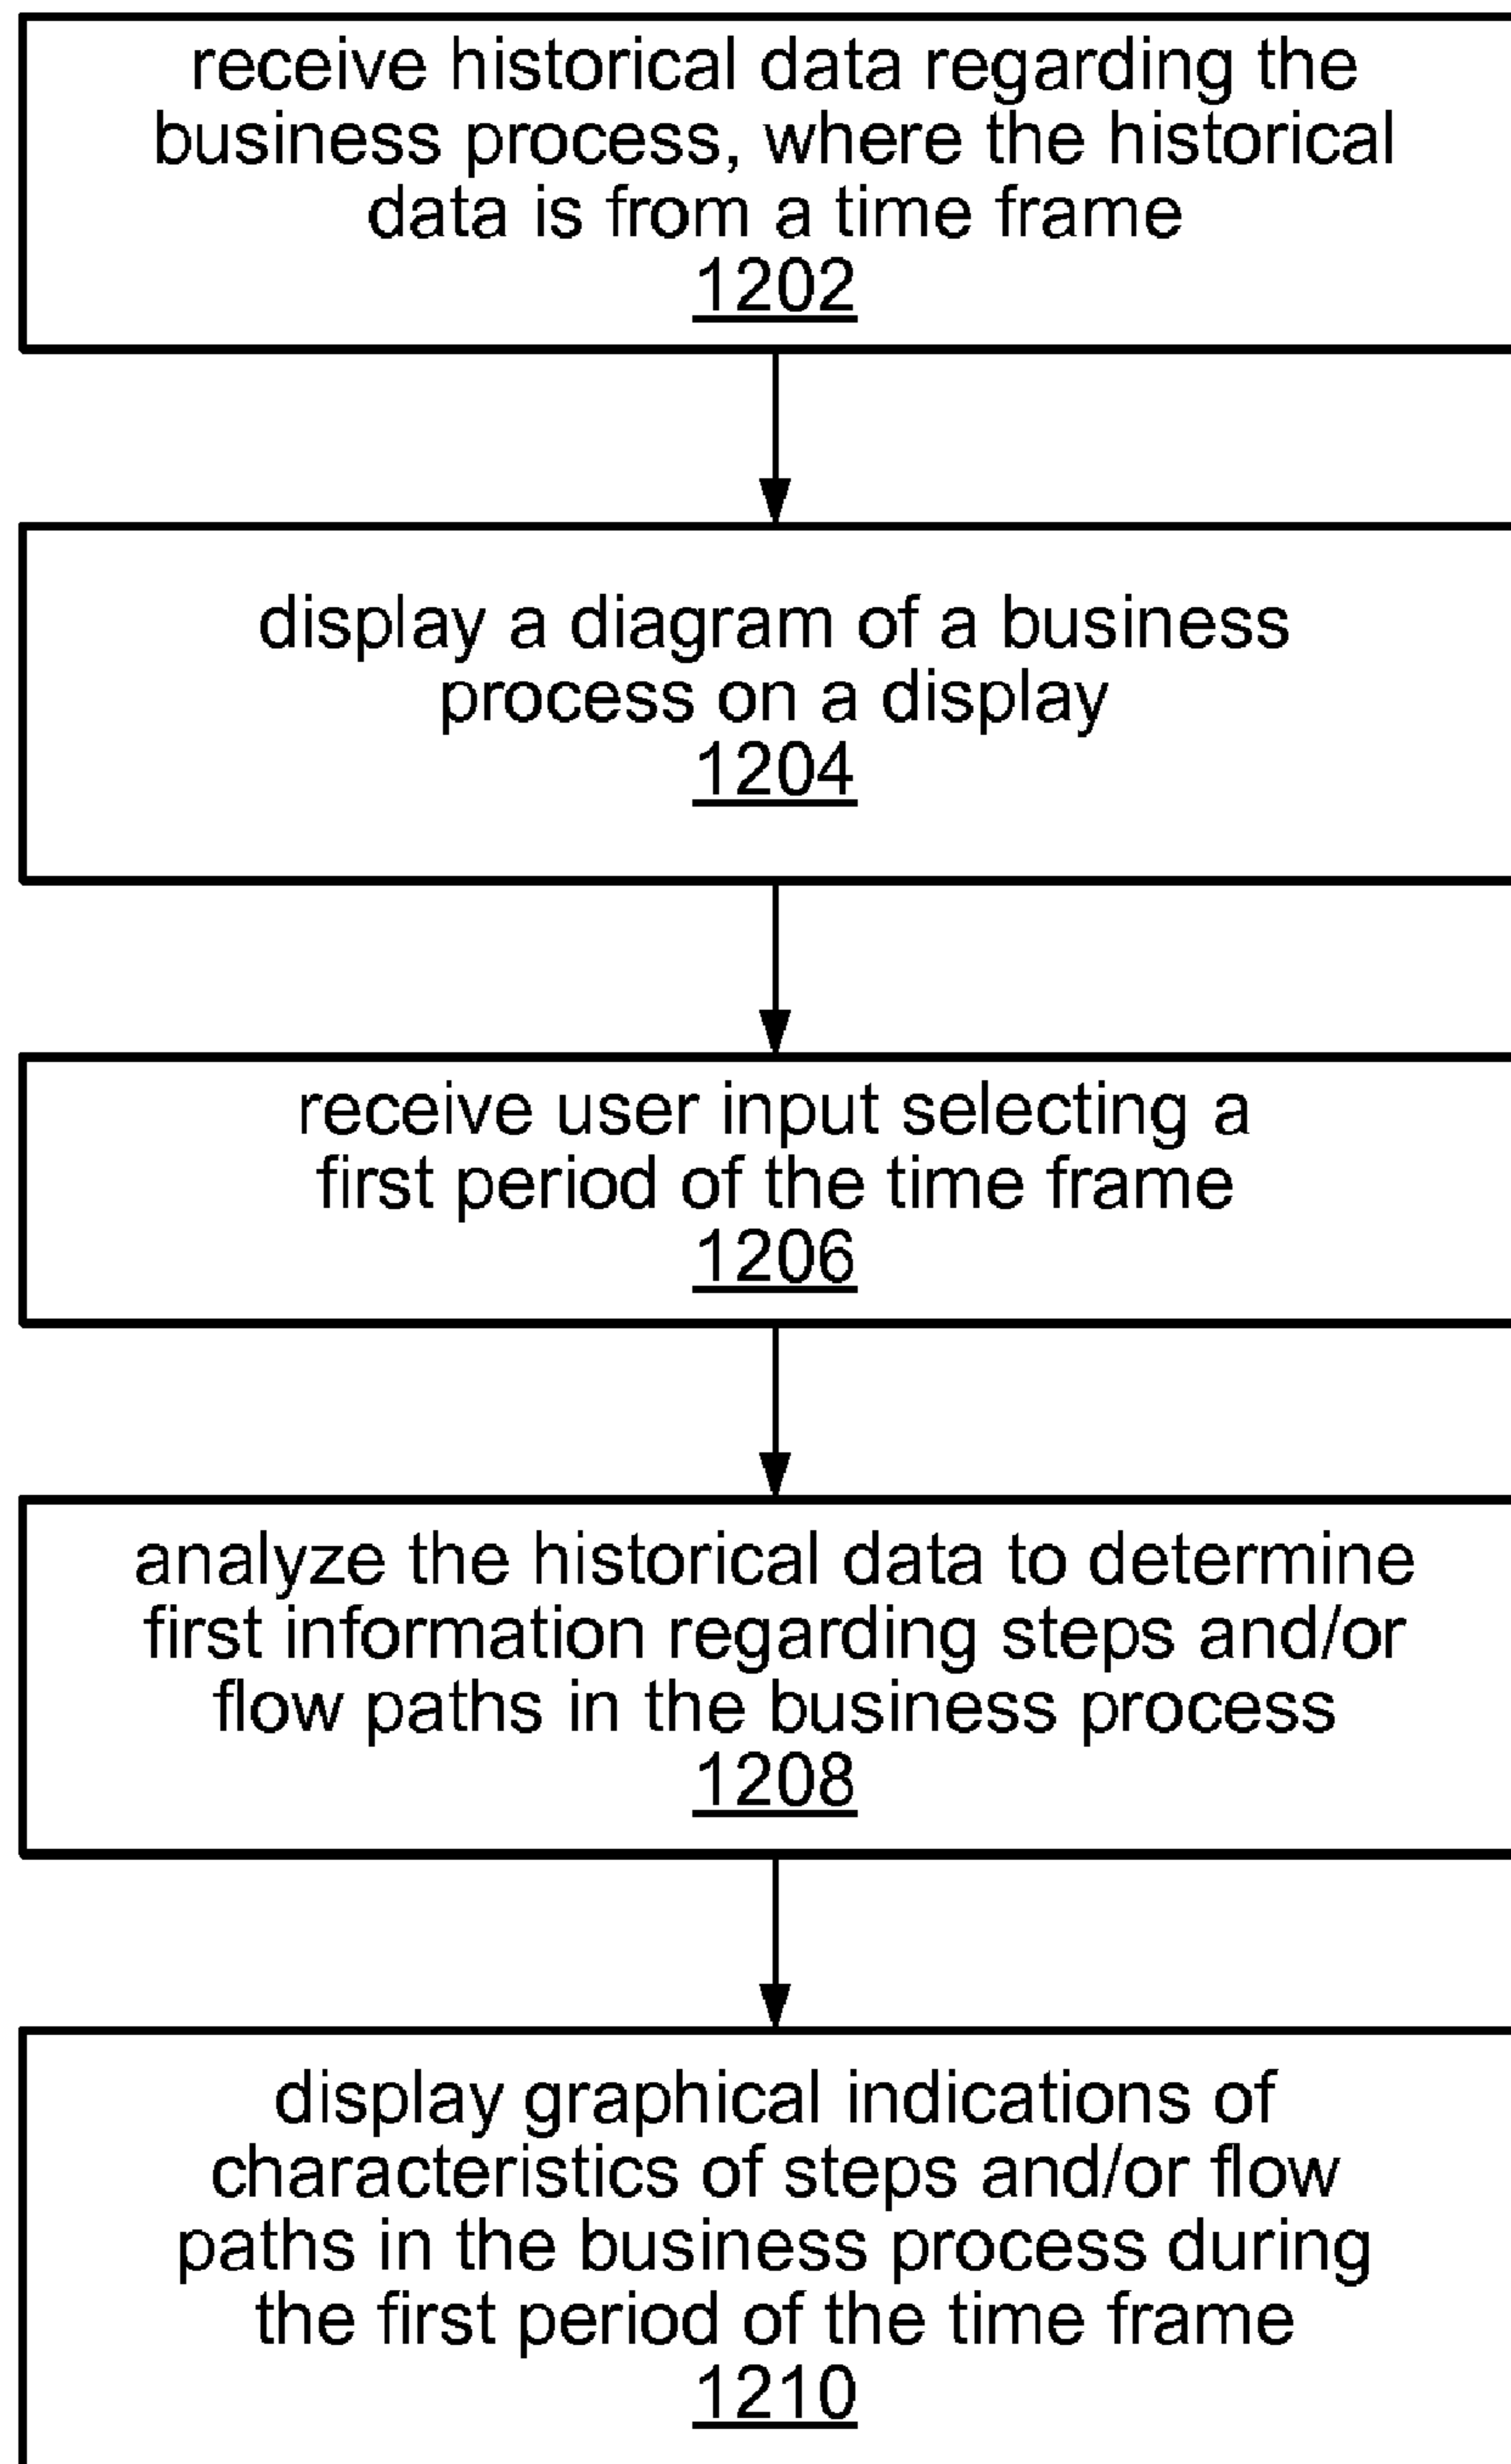 receive historical data regarding the
business process, where the historical
data is from a time frame
1202
display a diagram of a business
process on a display
1204
receive user input selecting a
first period of the time frame
1206
analyze the historical data to determine
first information regarding steps and/or
flow paths in the business process
1208
display graphical indications of
characteristics of steps and/or flow
paths in the business process during
the first period of the time frame
1210